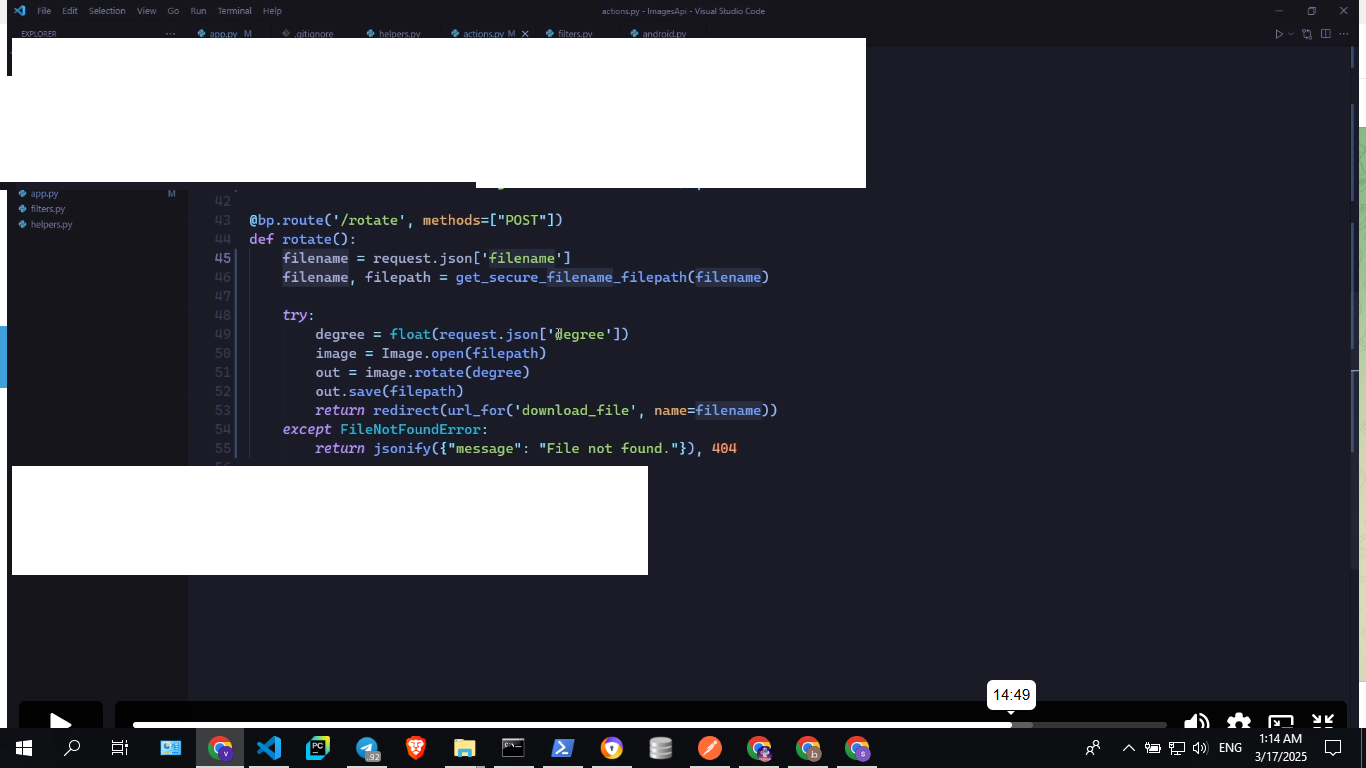 File Edit Selection View Go Run Terminal Help
actions.py - ImagesApi - Visual Studio Code
EXPLORER ···
app.py M .gitignore helpers.py actions.py M filters.py android.py
app.py M
filters.py
helpers.py
42
43 @bp.route('/rotate', methods=["POST"])
44 def rotate():
45 filename = request.json['filename']
46 filename, filepath = get_secure_filename_filepath(filename)
47
48 try:
49 degree = float(request.json['degree'])
50 image = Image.open(filepath)
51 out = image.rotate(degree)
52 out.save(filepath)
53 return redirect(url_for('download_file', name=filename))
54 except FileNotFoundError:
55 return jsonify({"message": "File not found."}), 404
14:49
PC
92
v
b
s
ENG
1:14 AM
3/17/2025